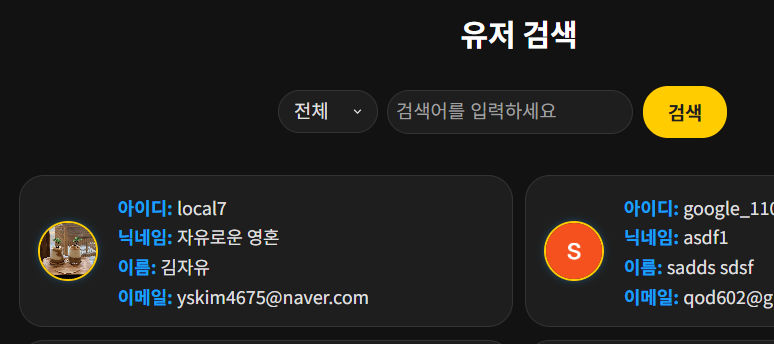 유저 검색
전체
검색어를 입력하세요
검색
아이디: local7
닉네임: 자유로운 영혼
이름: 김자유
이메일: yskim4675@naver.com
S
아이디: google_110
닉네임: asdf1
이름: sadds sdsf
이메일: qod602@g